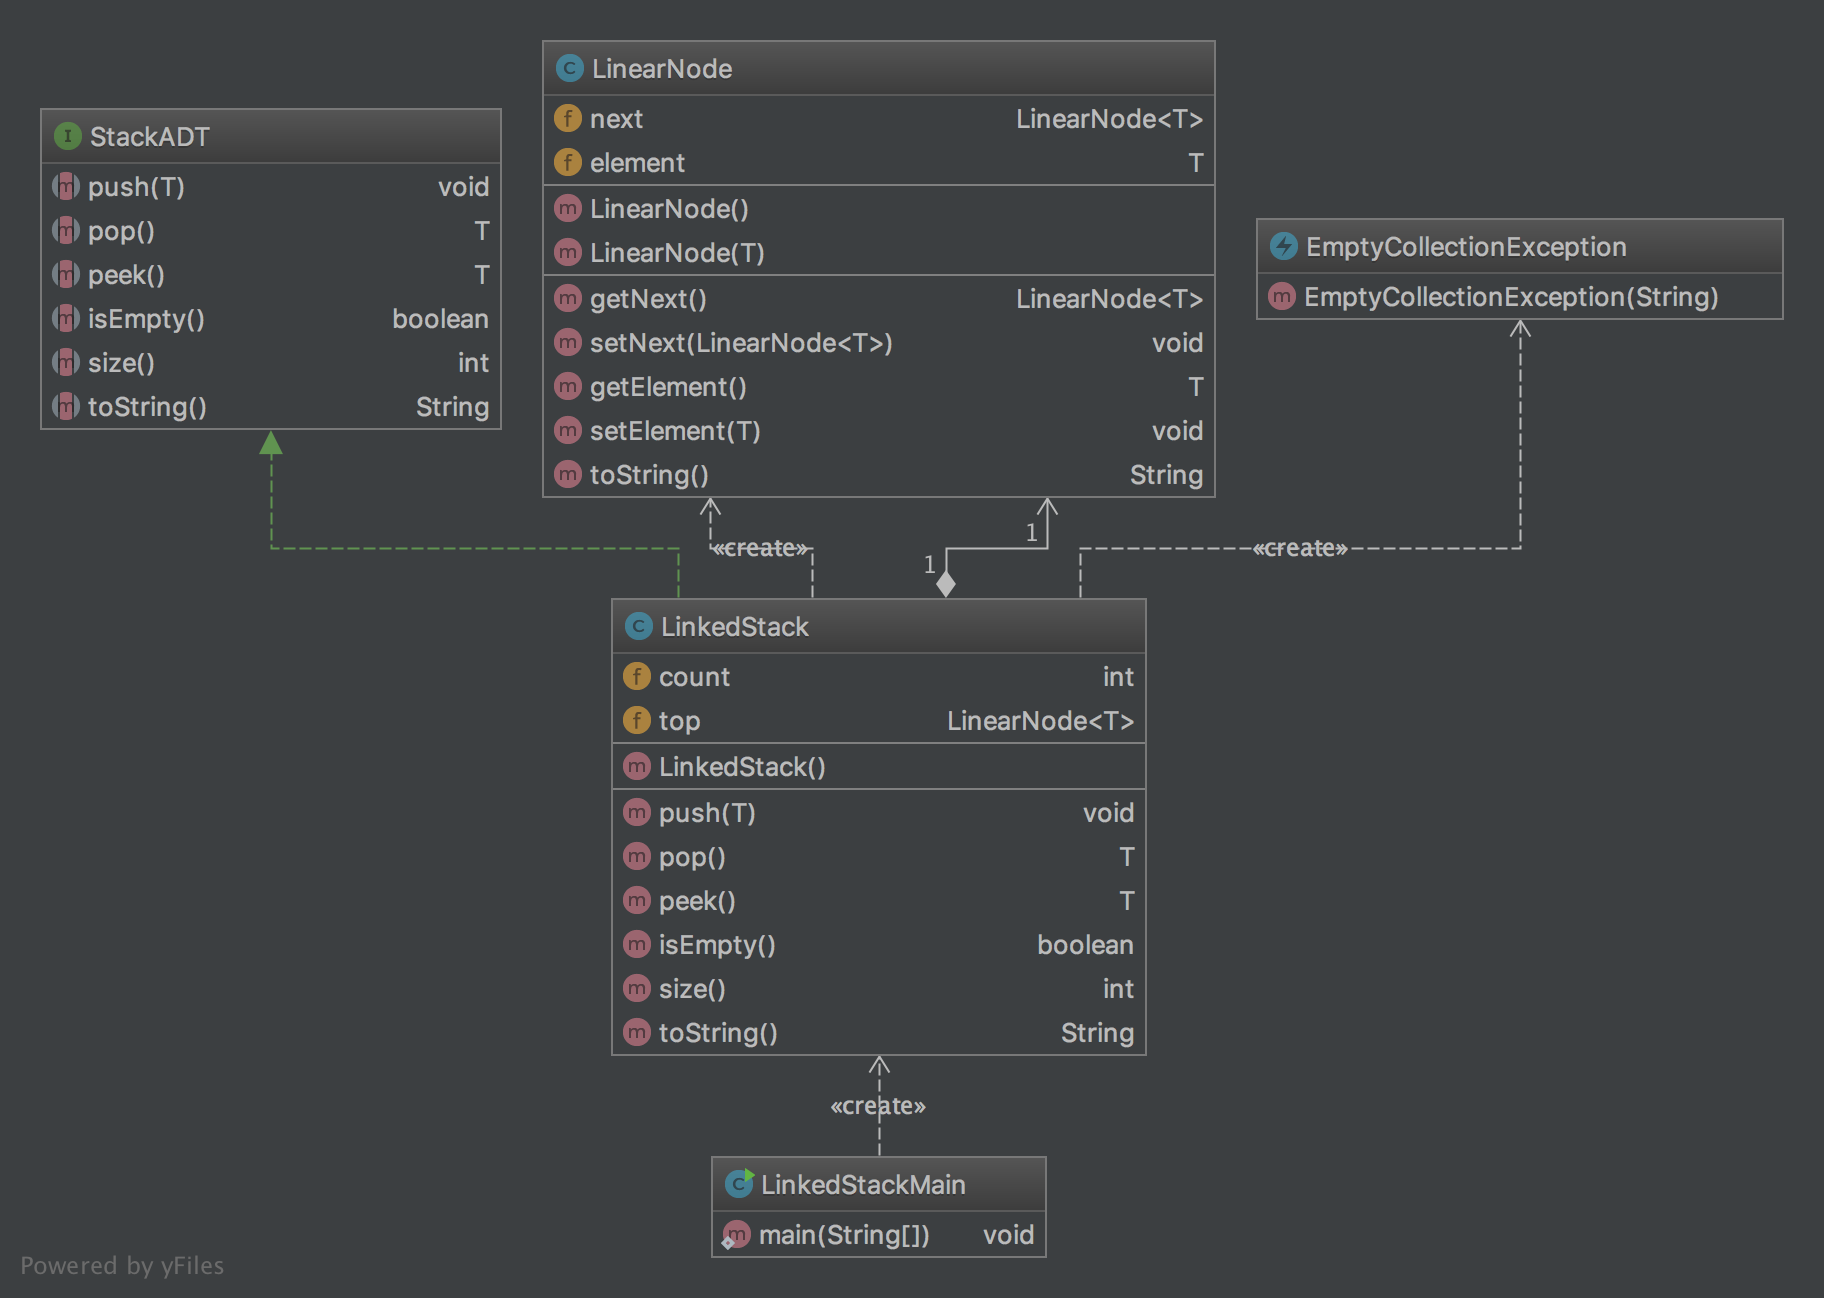 StackADT
push(T) void
pop() T
peek() T
isEmpty() boolean
size() int
toString() String
LinearNode
next LinearNode<T>
element T
LinearNode()
LinearNode(T)
getNext() LinearNode<T>
setNext(LinearNode<T>) void
getElement() T
setElement(T) void
toString() String
EmptyCollectionException
EmptyCollectionException(String)
«create»
1
1
«create»
LinkedStack
count int
top LinearNode<T>
LinkedStack()
push(T) void
pop() T
peek() T
isEmpty() boolean
size() int
toString() String
«create»
LinkedStackMain
main(String[]) void
Powered by yFiles